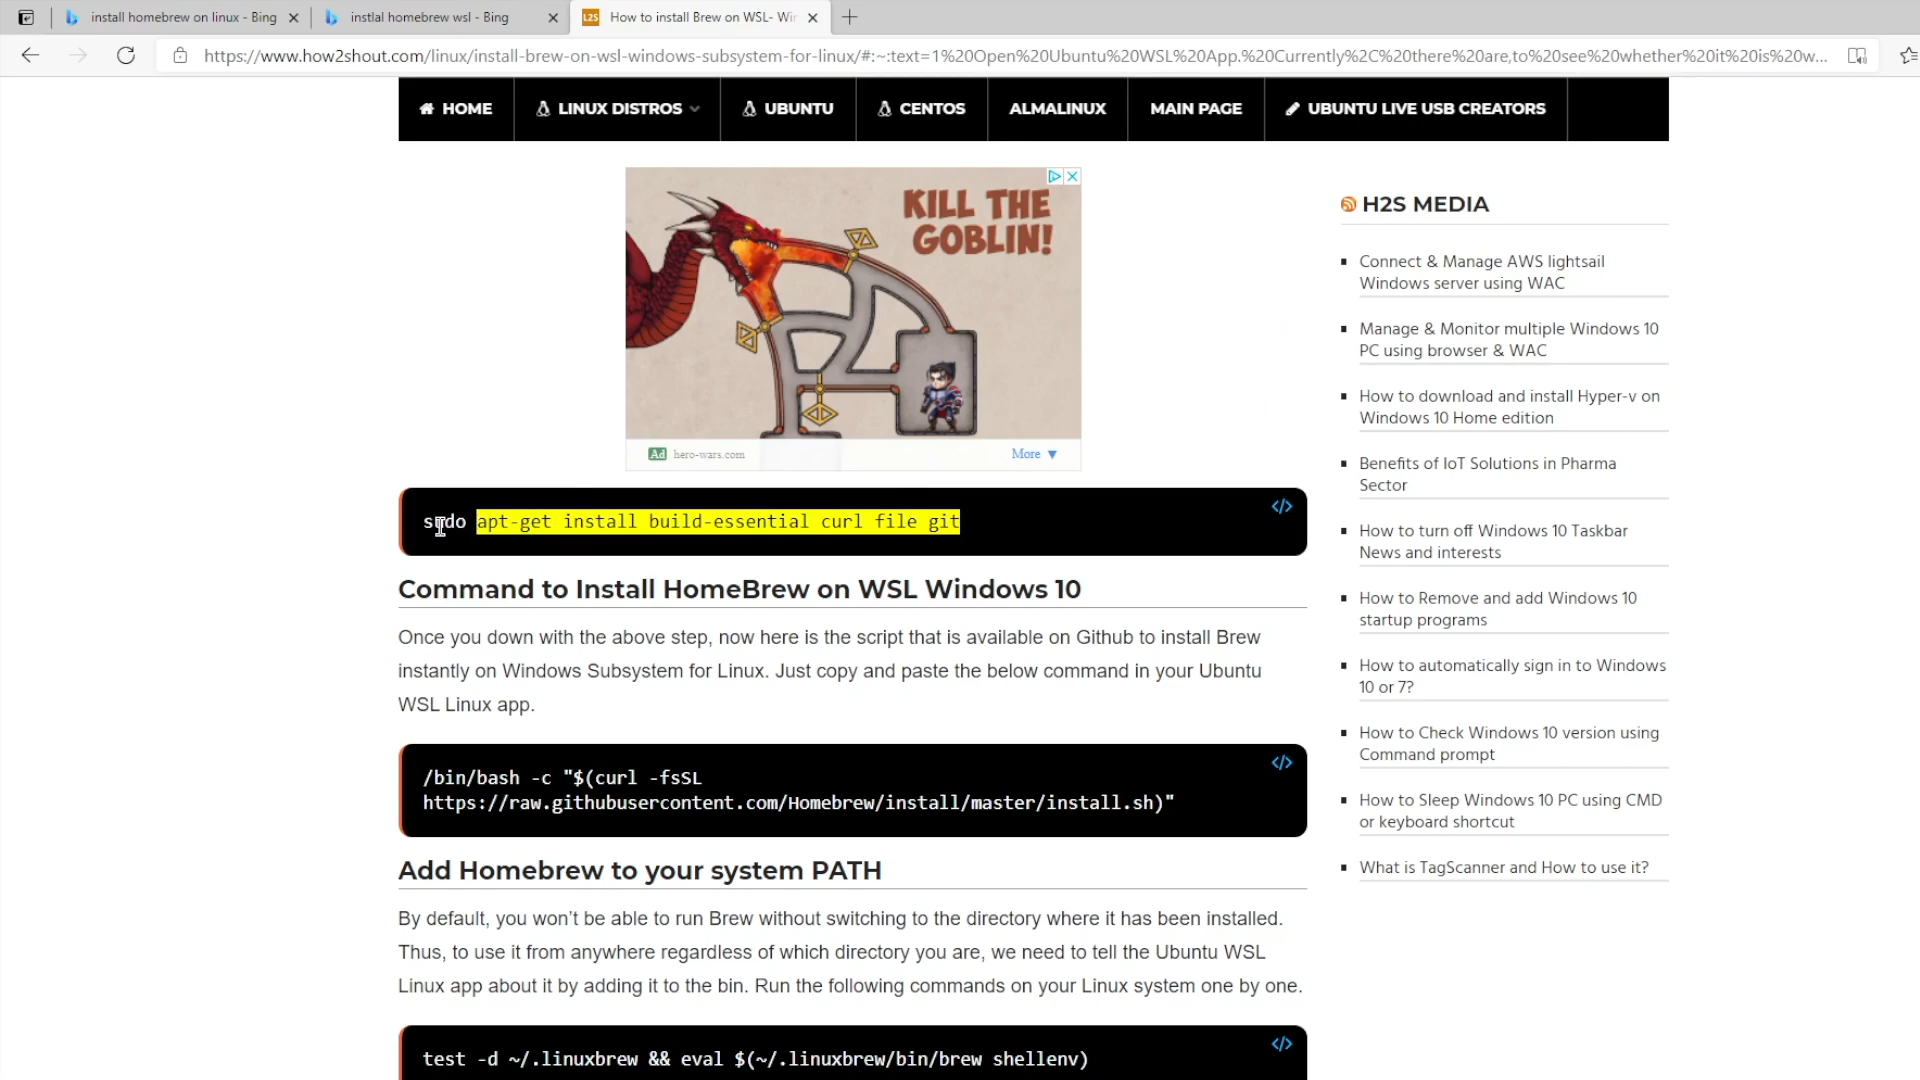 install homebrew on linux - Bing
instlal homebrew wsl - Bing
L2S
How to install Brew on WSL- Wir
https://www.how2shout.com/linux/install-brew-on-wsl-windows-subsystem-for-linux/#:~:text=1%20Open%20Ubuntu%20WSL%20App.%20Currently%2C%20there%20are,to%20see%20whether%20it%20is%20w...
HOME
LINUX DISTROS
UBUNTU
CENTOS
ALMALINUX
MAIN PAGE
UBUNTU LIVE USB CREATORS
KILL THE
GOBLIN!
Ad hero-wars.com
More
sudo apt-get install build-essential curl file git
</>
Command to Install HomeBrew on WSL Windows 10
Once you down with the above step, now here is the script that is available on Github to install Brew
instantly on Windows Subsystem for Linux. Just copy and paste the below command in your Ubuntu
WSL Linux app.
</>
/bin/bash -c "$(curl -fsSL
https://raw.githubusercontent.com/Homebrew/install/master/install.sh)"
Add Homebrew to your system PATH
By default, you won't be able to run Brew without switching to the directory where it has been installed.
Thus, to use it from anywhere regardless of which directory you are, we need to tell the Ubuntu WSL
Linux app about it by adding it to the bin. Run the following commands on your Linux system one by one.
</>
test -d ~/.linuxbrew && eval $(~/.linuxbrew/bin/brew shellenv)
H2S MEDIA
Connect & Manage AWS lightsail
Windows server using WAC
Manage & Monitor multiple Windows 10
PC using browser & WAC
How to download and install Hyper-v on
Windows 10 Home edition
Benefits of IoT Solutions in Pharma
Sector
How to turn off Windows 10 Taskbar
News and interests
How to Remove and add Windows 10
startup programs
How to automatically sign in to Windows
10 or 7?
How to Check Windows 10 version using
Command prompt
How to Sleep Windows 10 PC using CMD
or keyboard shortcut
What is TagScanner and How to use it?